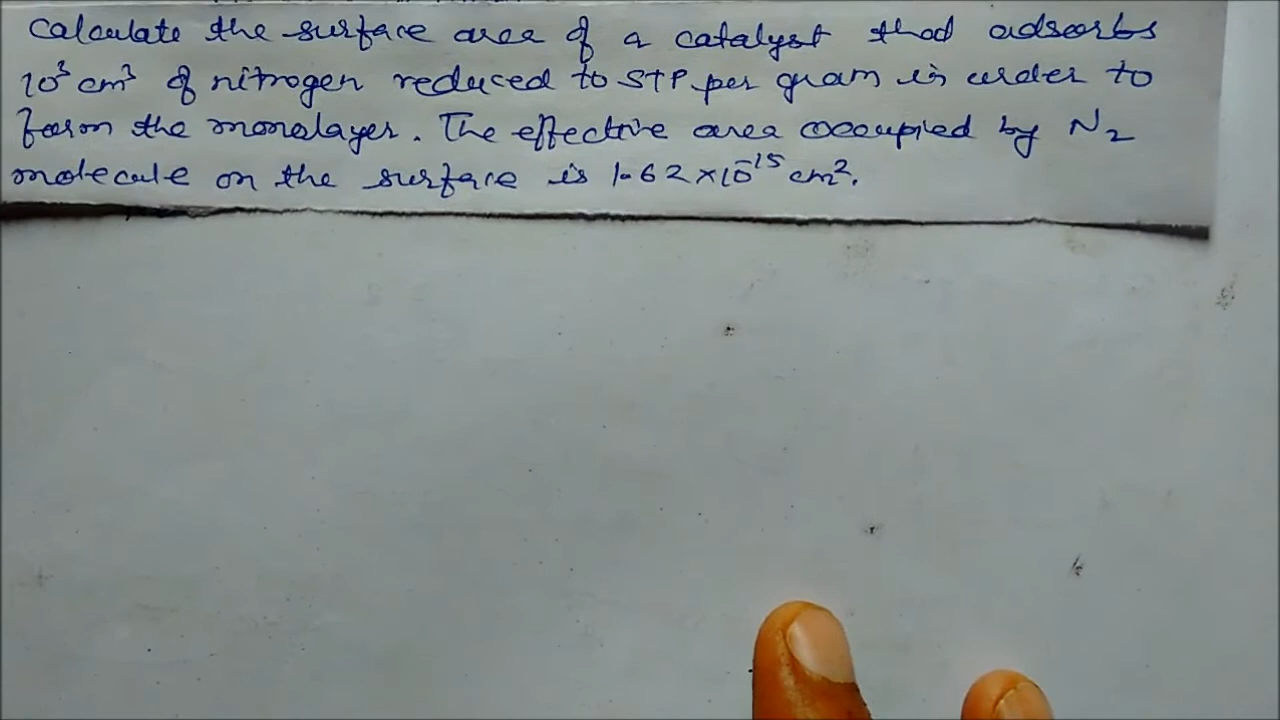 Calculate the surface area of a catalyst that adsorbs
10³ cm³ of nitrogen reduced to STP per gram in order to
form the monolayer. The effective area occupied by N₂
molecule on the surface is 1.62×10⁻¹⁵ cm².